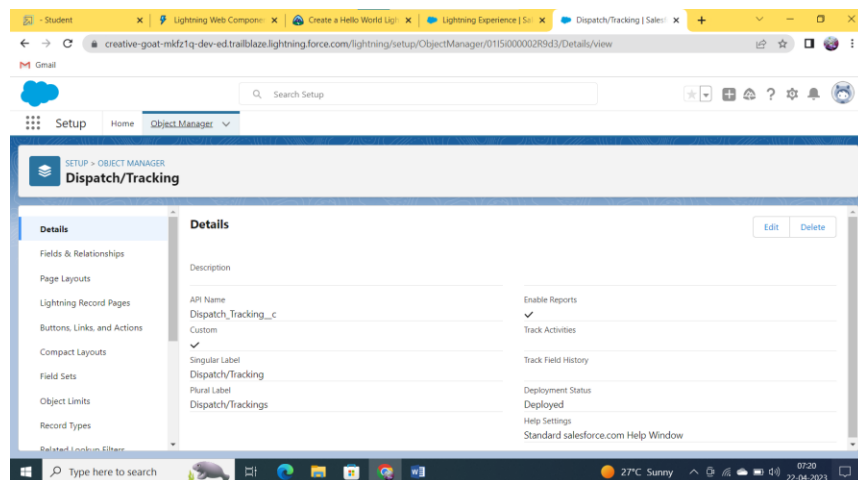 - Student
Lightning Web Componen
Create a Hello World Ligh
Lightning Experience | Sal
Dispatch/Tracking | Salesf
creative-goat-mkfz1q-dev-ed.trailblaze.lightning.force.com/lightning/setup/ObjectManager/01I5i000002R9d3/Details/view
Gmail
Search Setup
Setup
Home
Object Manager
SETUP > OBJECT MANAGER
Dispatch/Tracking
Details
Fields & Relationships
Page Layouts
Lightning Record Pages
Buttons, Links, and Actions
Compact Layouts
Field Sets
Object Limits
Record Types
Related Lookup Filters
Details
Edit
Delete
Description
API Name
Dispatch_Tracking__c
Custom
Singular Label
Dispatch/Tracking
Plural Label
Dispatch/Trackings
Enable Reports
Track Activities
Track Field History
Deployment Status
Deployed
Help Settings
Standard salesforce.com Help Window
Type here to search
27°C Sunny
07:20
22-04-2023